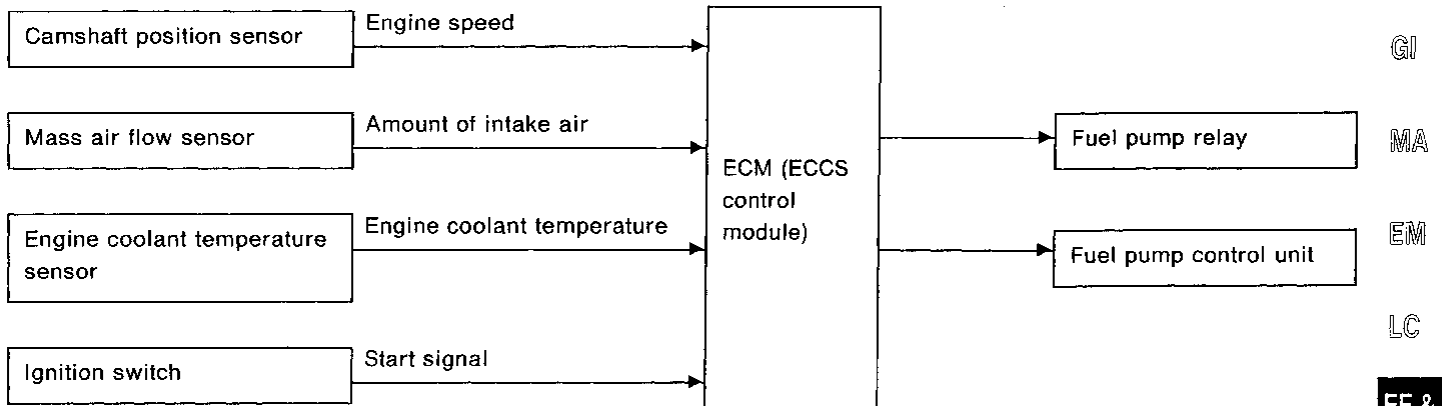 Camshaft position sensor
Engine speed
Mass air flow sensor
Amount of intake air
Engine coolant temperature
sensor
Engine coolant temperature
Ignition switch
Start signal
ECM (ECCS
control
module)
Fuel pump relay
Fuel pump control unit
GI
MA
EM
LC